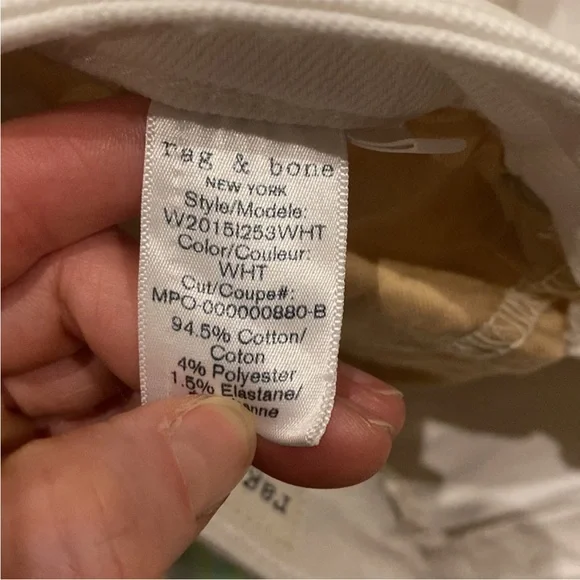 rag & bone
NEW YORK
Style/Modele:
W2015I253WHT
Color/Couleur:
WHT
Cut/Coupe#:
MPO-000000880-B
94.5% Cotton/
Coton
4% Polyester
1.5% Elastane/